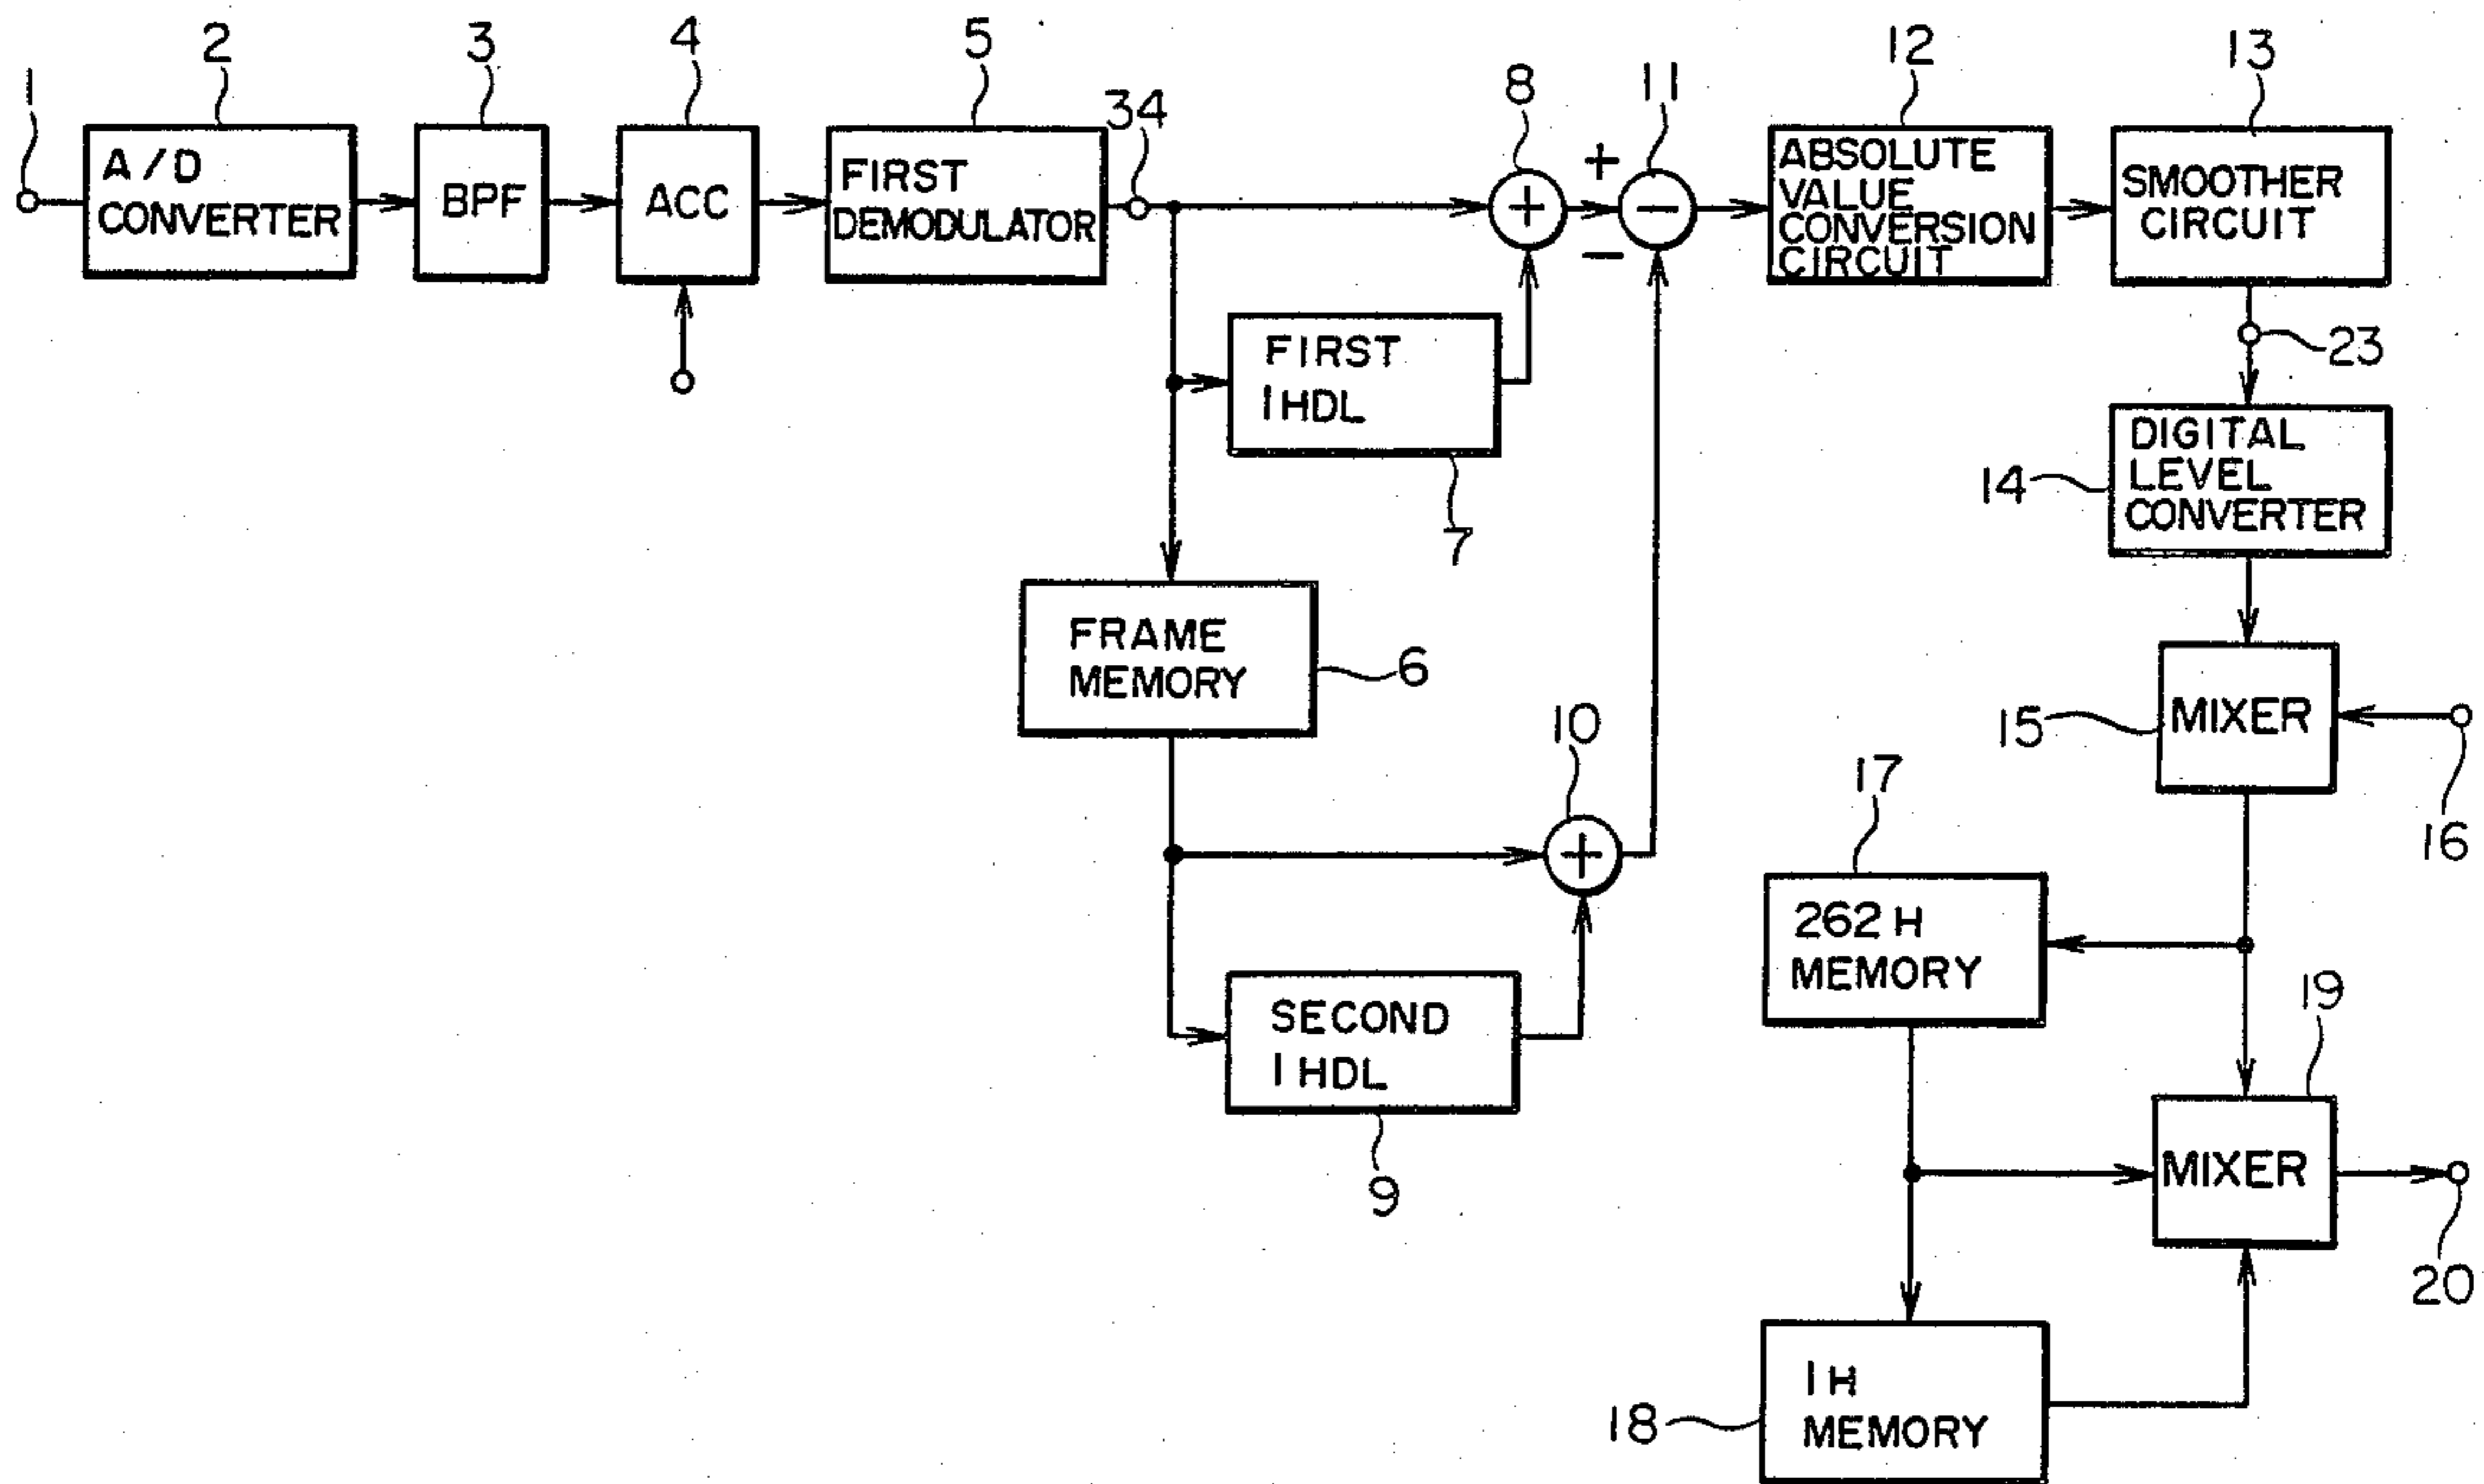 1
2
3
4
5
34
8
11
12
13
A/D
CONVERTER
BPF
ACC
FIRST
DEMODULATOR
+
+
−
−
ABSOLUTE
VALUE
CONVERSION
CIRCUIT
SMOOTHER
CIRCUIT
23
FIRST
1HDL
7
14
DIGITAL
LEVEL
CONVERTER
FRAME
MEMORY
6
10
+
15
MIXER
16
17
262H
MEMORY
SECOND
1HDL
9
19
MIXER
20
18
1H
MEMORY